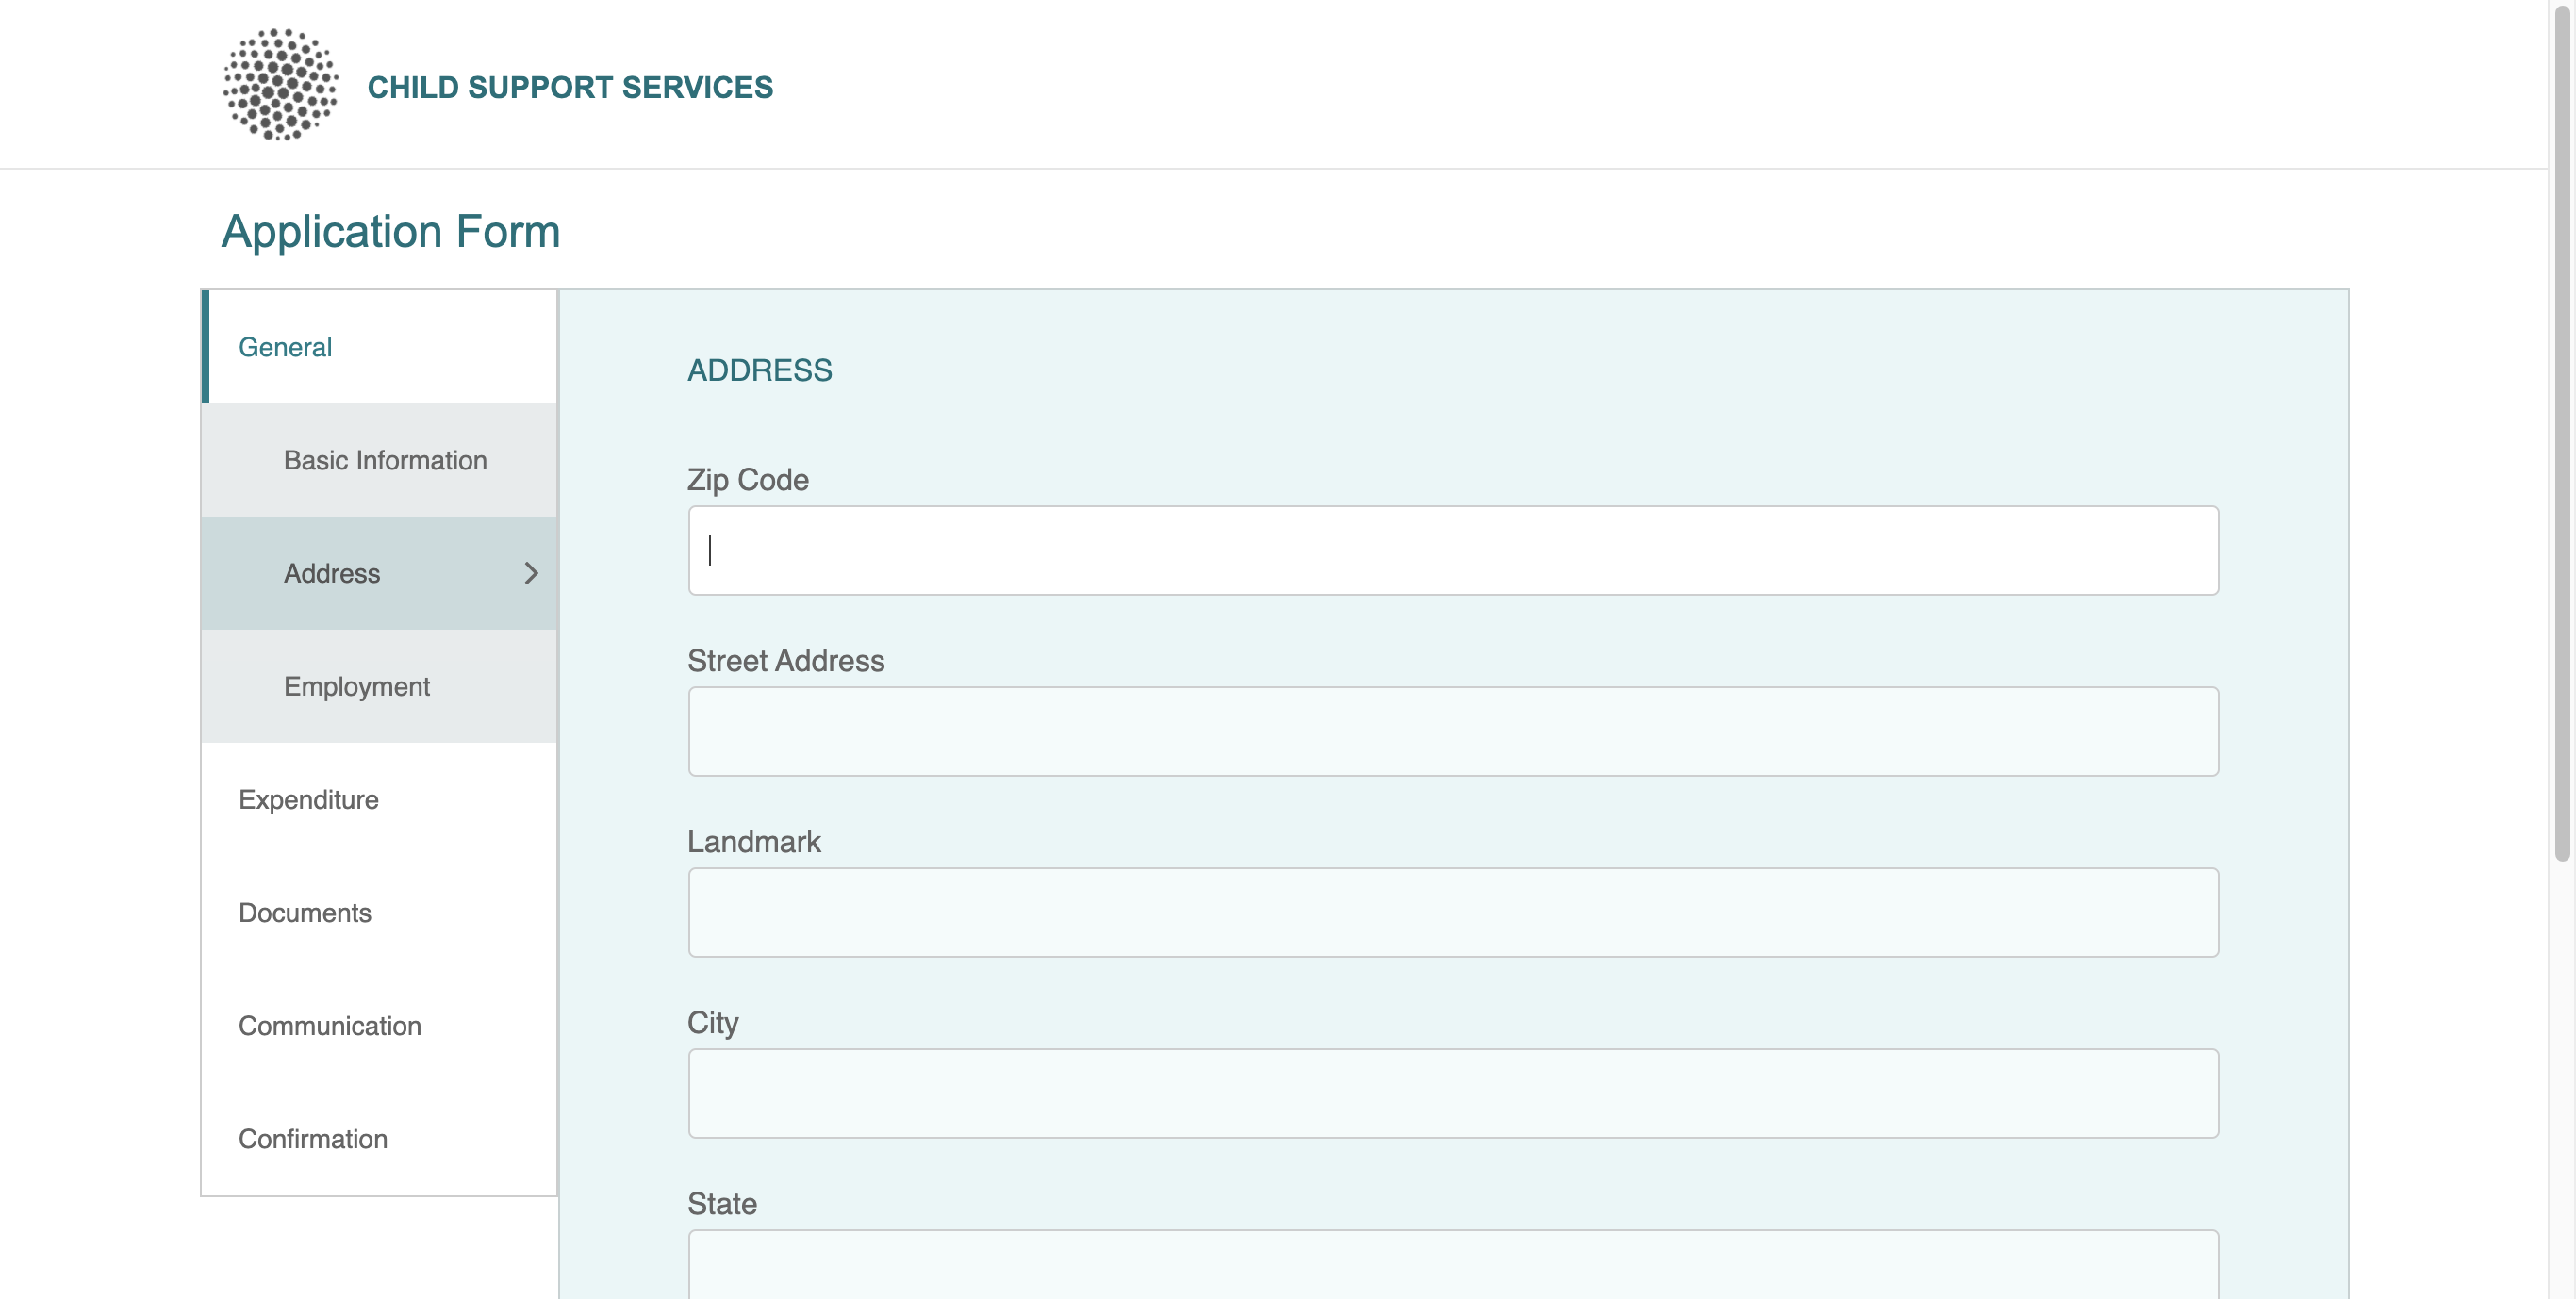 CHILD SUPPORT SERVICES
Application Form
General
Basic Information
Address
Employment
Expenditure
Documents
Communication
Confirmation
ADDRESS
Zip Code
Street Address
Landmark
City
State